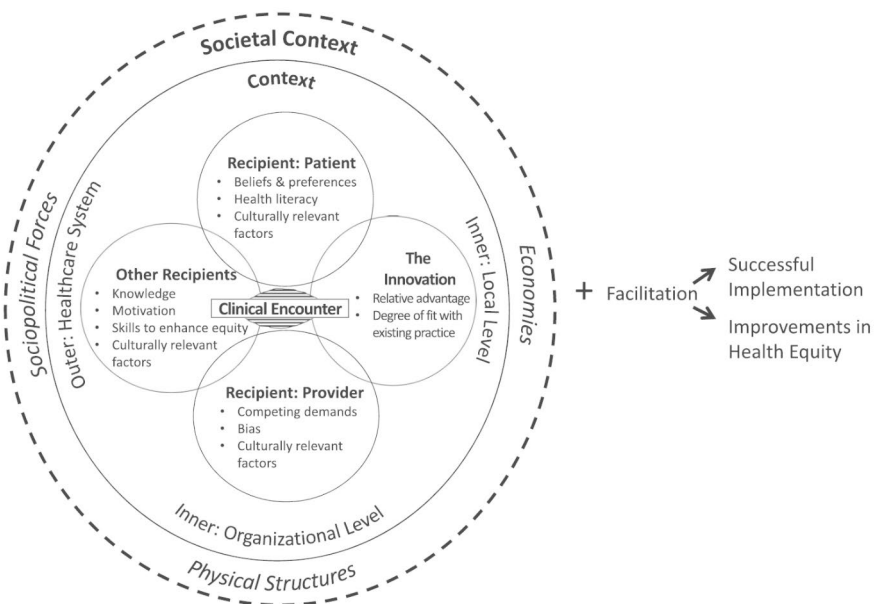 Societal Context
Context
Sociopolitical Forces
Outer: Healthcare System
Recipient: Patient
• Beliefs & preferences
• Health literacy
• Culturally relevant
factors
Other Recipients
• Knowledge
• Motivation
• Skills to enhance equity
• Culturally relevant
factors
Clinical Encounter
The
Innovation
• Relative advantage
• Degree of fit with
existing practice
Recipient: Provider
• Competing demands
• Bias
• Culturally relevant
factors
Inner: Local Level
Economies
Inner: Organizational Level
Physical Structures
+ Facilitation
Successful
Implementation
Improvements in
Health Equity